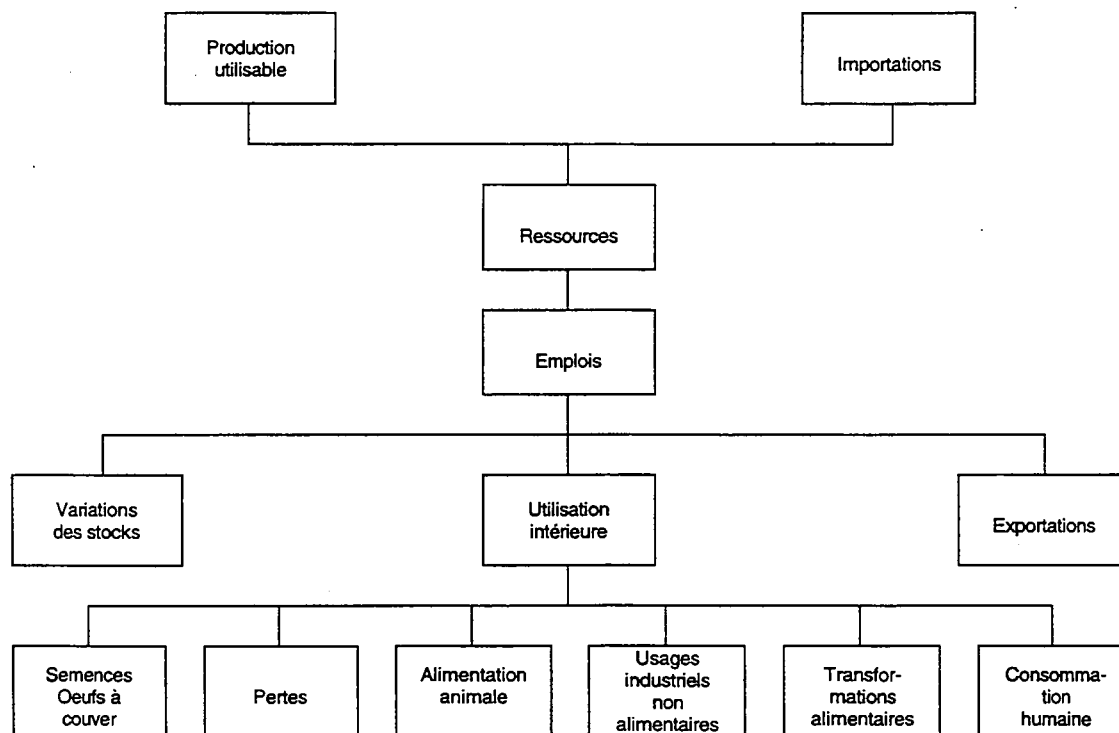 Production
utilisable
Importations
Ressources
Emplois
Variations
des stocks
Utilisation
intérieure
Exportations
Semences
Oeufs à
couver
Pertes
Alimentation
animale
Usages
industriels
non
alimentaires
Transfor-
mations
alimentaires
Consomma-
tion
humaine